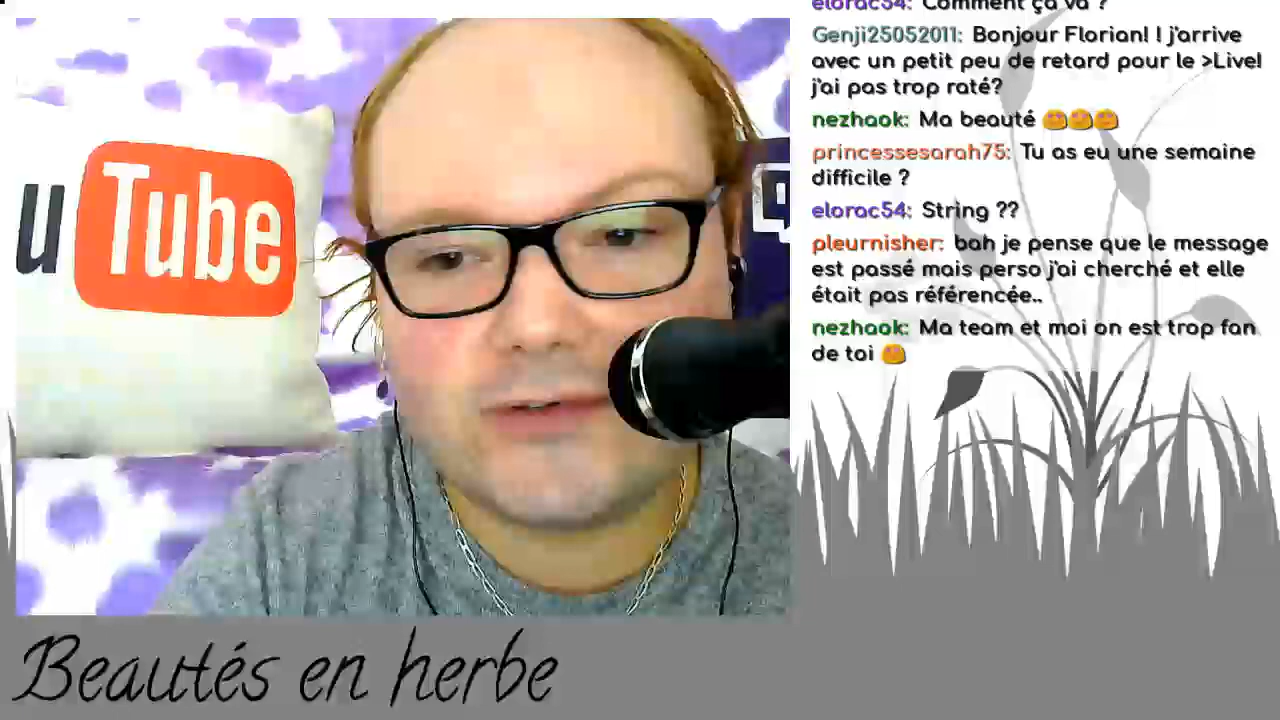 elorac54: Comment ça va ?
Genji25052011: Bonjour Florian! I j'arrive
avec un petit peu de retard pour le >Live!
j'ai pas trop raté?
nezhaok: Ma beauté
princessesarah75: Tu as eu une semaine
difficile ?
elorac54: String ??
pleurnisher: bah je pense que le message
est passé mais perso j'ai cherché et elle
était pas référencée..
nezhaok: Ma team et moi on est trop fan
de toi
uTube
Beautés en herbe